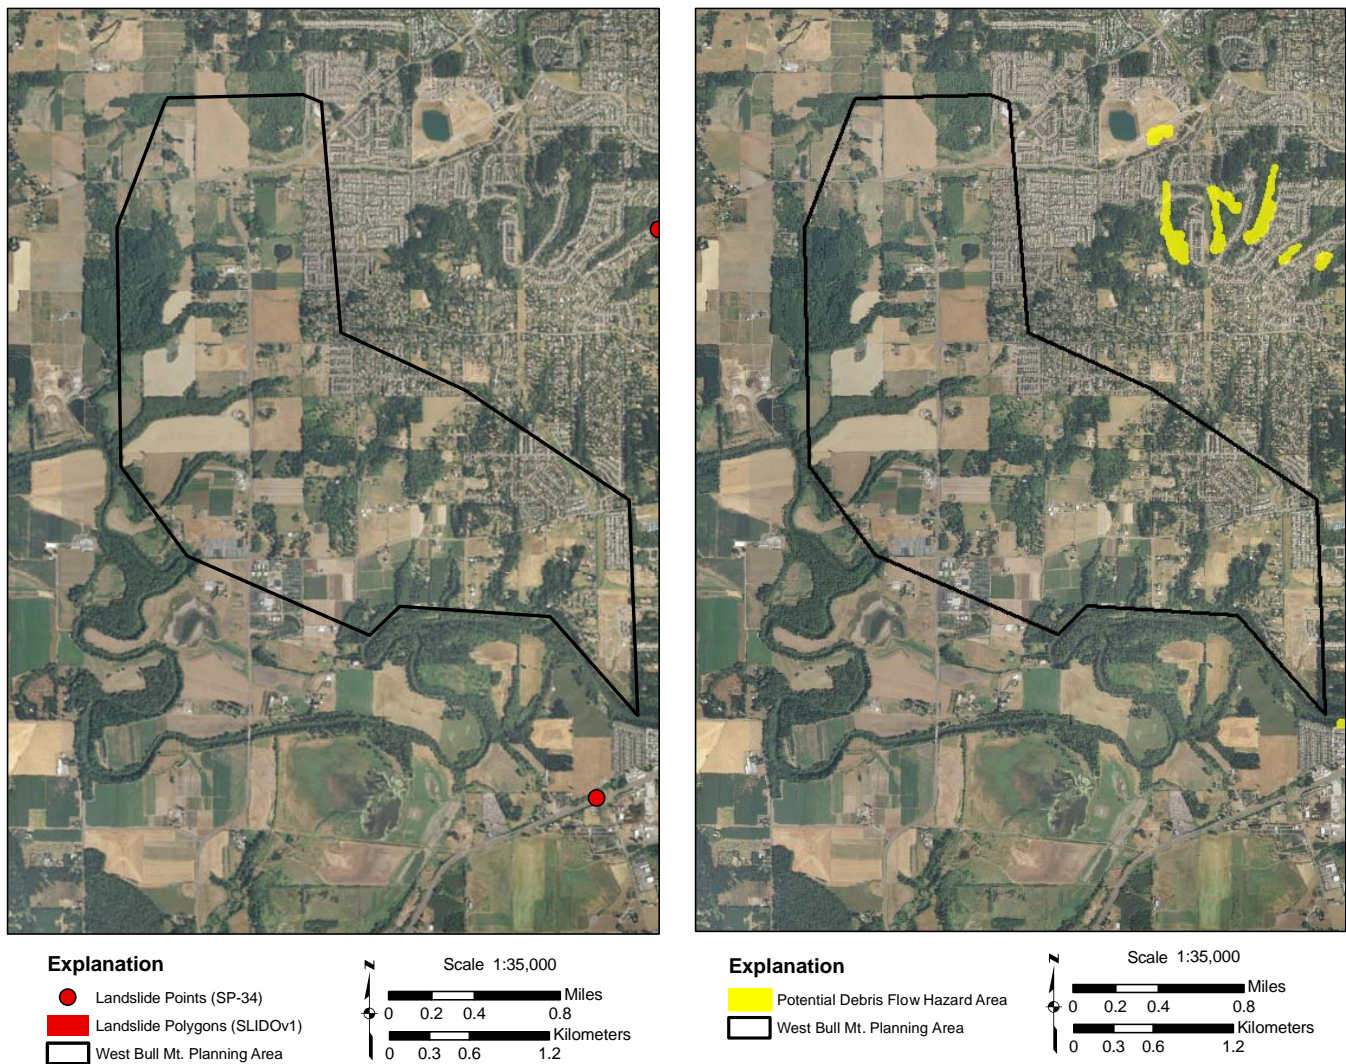 Explanation
Landslide Points (SP-34)
Landslide Polygons (SLIDOv1)
West Bull Mt. Planning Area
N
Scale 1:35,000
Miles
0 0.2 0.4 0.8
Kilometers
0 0.3 0.6 1.2
Explanation
Potential Debris Flow Hazard Area
West Bull Mt. Planning Area
N
Scale 1:35,000
Miles
0 0.2 0.4 0.8
Kilometers
0 0.3 0.6 1.2